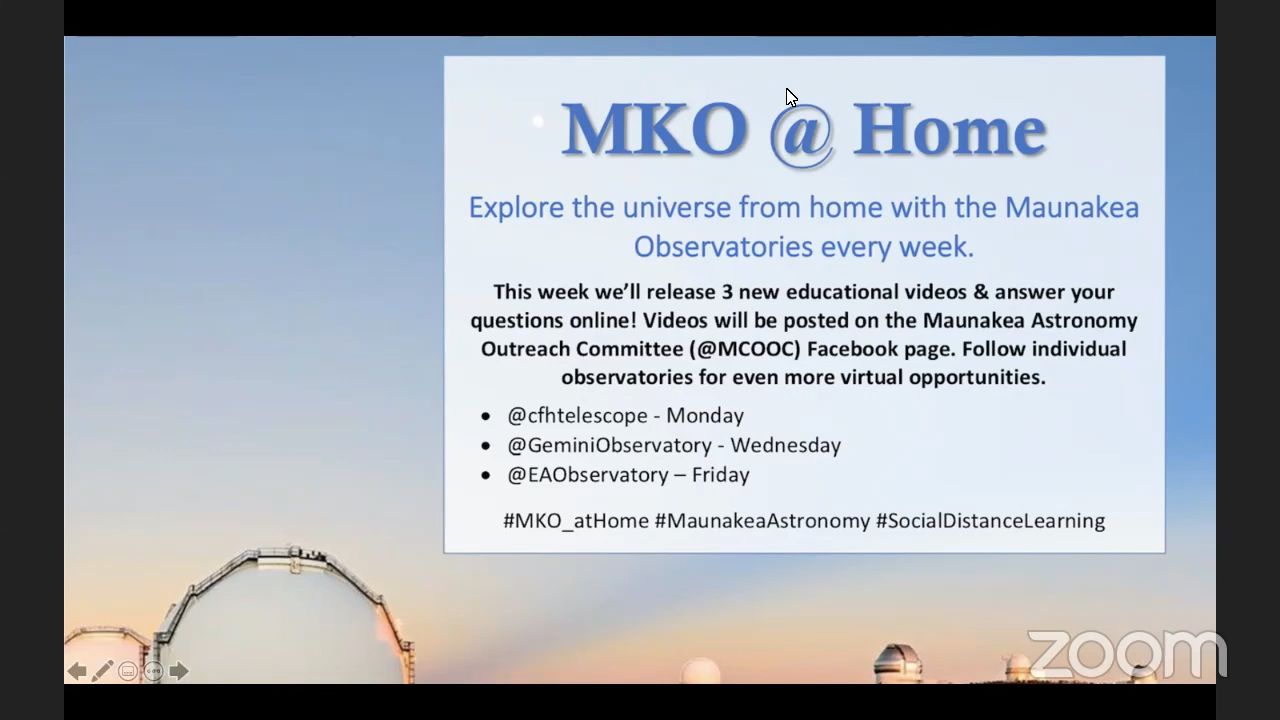 MKO @ Home
Explore the universe from home with the Maunakea
Observatories every week.
This week we’ll release 3 new educational videos & answer your
questions online! Videos will be posted on the Maunakea Astronomy
Outreach Committee (@MCOOC) Facebook page. Follow individual
observatories for even more virtual opportunities.
• @cfhtelescope - Monday
• @GeminiObservatory - Wednesday
• @EAObservatory – Friday
#MKO_atHome #MaunakeaAstronomy #SocialDistanceLearning
zoom